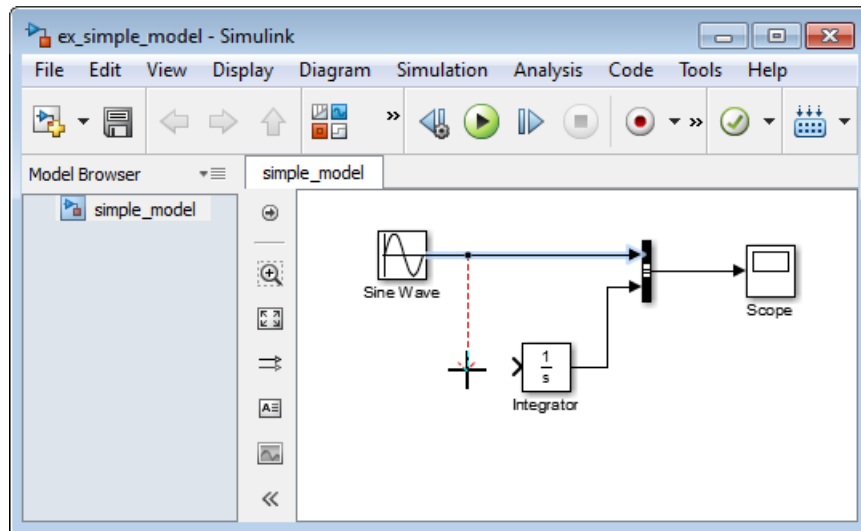 ex_simple_model - Simulink
File Edit View Display Diagram Simulation Analysis Code Tools Help
Model Browser
simple_model
simple_model
Sine Wave
Scope
1
s
Integrator